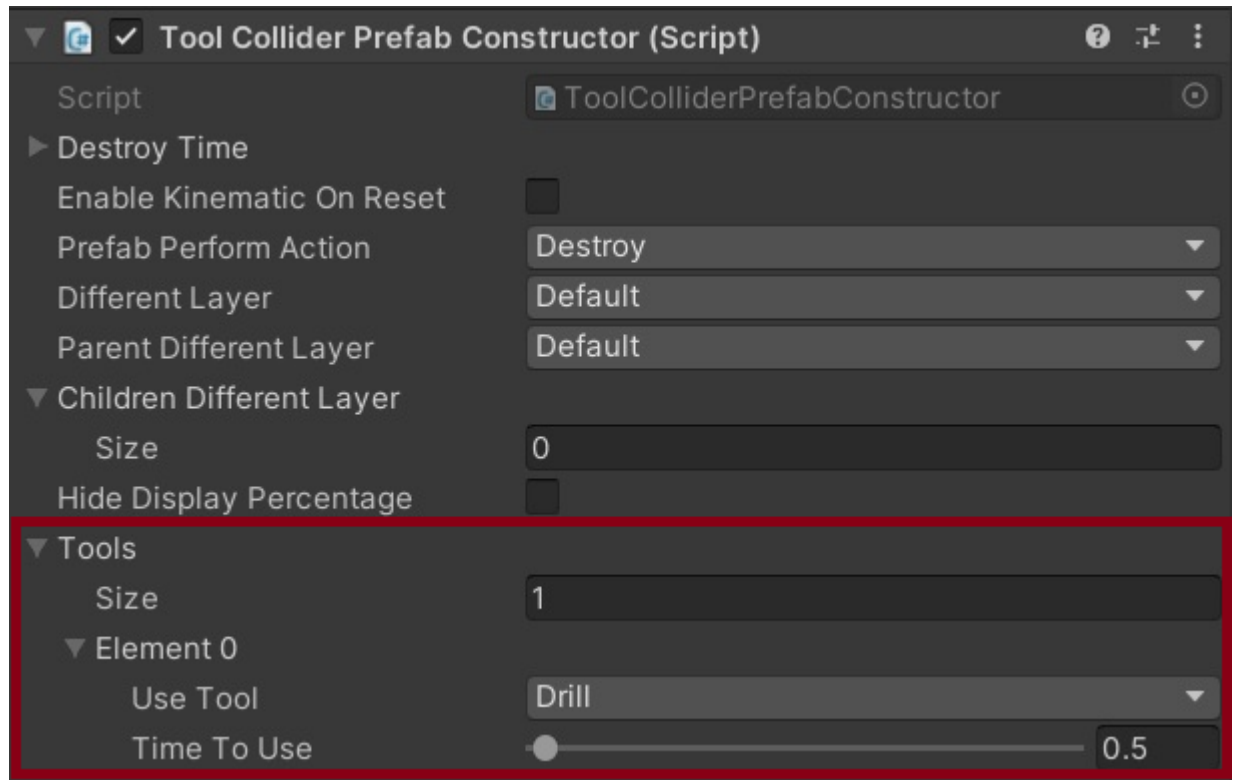 Tool Collider Prefab Constructor (Script)
Script ToolColliderPrefabConstructor
Destroy Time
Enable Kinematic On Reset
Prefab Perform Action Destroy
Different Layer Default
Parent Different Layer Default
Children Different Layer
Size 0
Hide Display Percentage
Tools
Size 1
Element 0
Use Tool Drill
Time To Use 0.5